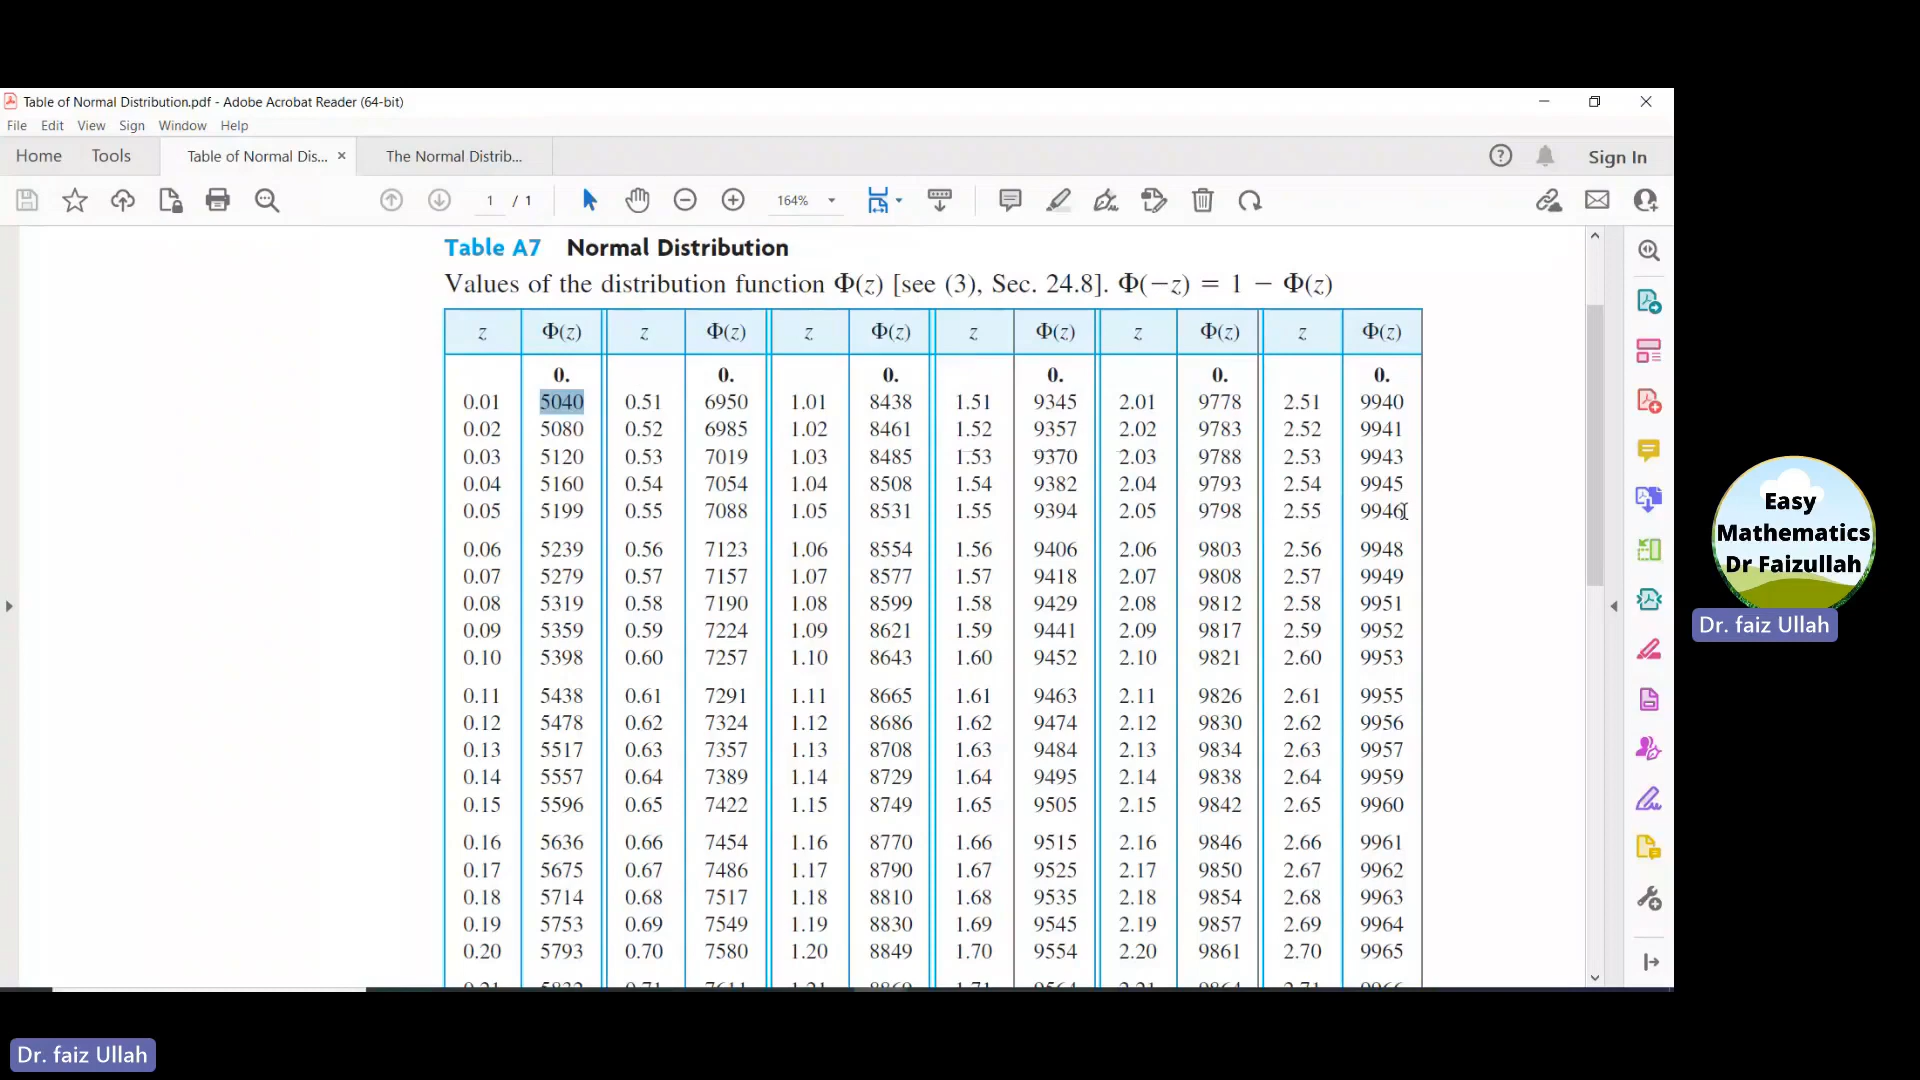 Table of Normal Distribution.pdf - Adobe Acrobat Reader (64-bit)
File Edit View Sign Window Help
Home Tools Table of Normal Dis... × The Normal Distrib... Sign In
1 / 1 164%
Table A7 Normal Distribution
Values of the distribution function Φ(z) [see (3), Sec. 24.8]. Φ(−z) = 1 − Φ(z)
z Φ(z) z Φ(z) z Φ(z) z Φ(z) z Φ(z) z Φ(z)
0. 0. 0. 0. 0. 0.
0.01 5040 0.51 6950 1.01 8438 1.51 9345 2.01 9778 2.51 9940
0.02 5080 0.52 6985 1.02 8461 1.52 9357 2.02 9783 2.52 9941
0.03 5120 0.53 7019 1.03 8485 1.53 9370 2.03 9788 2.53 9943
0.04 5160 0.54 7054 1.04 8508 1.54 9382 2.04 9793 2.54 9945
0.05 5199 0.55 7088 1.05 8531 1.55 9394 2.05 9798 2.55 9946
0.06 5239 0.56 7123 1.06 8554 1.56 9406 2.06 9803 2.56 9948
0.07 5279 0.57 7157 1.07 8577 1.57 9418 2.07 9808 2.57 9949
0.08 5319 0.58 7190 1.08 8599 1.58 9429 2.08 9812 2.58 9951
0.09 5359 0.59 7224 1.09 8621 1.59 9441 2.09 9817 2.59 9952
0.10 5398 0.60 7257 1.10 8643 1.60 9452 2.10 9821 2.60 9953
0.11 5438 0.61 7291 1.11 8665 1.61 9463 2.11 9826 2.61 9955
0.12 5478 0.62 7324 1.12 8686 1.62 9474 2.12 9830 2.62 9956
0.13 5517 0.63 7357 1.13 8708 1.63 9484 2.13 9834 2.63 9957
0.14 5557 0.64 7389 1.14 8729 1.64 9495 2.14 9838 2.64 9959
0.15 5596 0.65 7422 1.15 8749 1.65 9505 2.15 9842 2.65 9960
0.16 5636 0.66 7454 1.16 8770 1.66 9515 2.16 9846 2.66 9961
0.17 5675 0.67 7486 1.17 8790 1.67 9525 2.17 9850 2.67 9962
0.18 5714 0.68 7517 1.18 8810 1.68 9535 2.18 9854 2.68 9963
0.19 5753 0.69 7549 1.19 8830 1.69 9545 2.19 9857 2.69 9964
0.20 5793 0.70 7580 1.20 8849 1.70 9554 2.20 9861 2.70 9965
Easy
Mathematics
Dr Faizullah
Dr. faiz Ullah
Dr. faiz Ullah